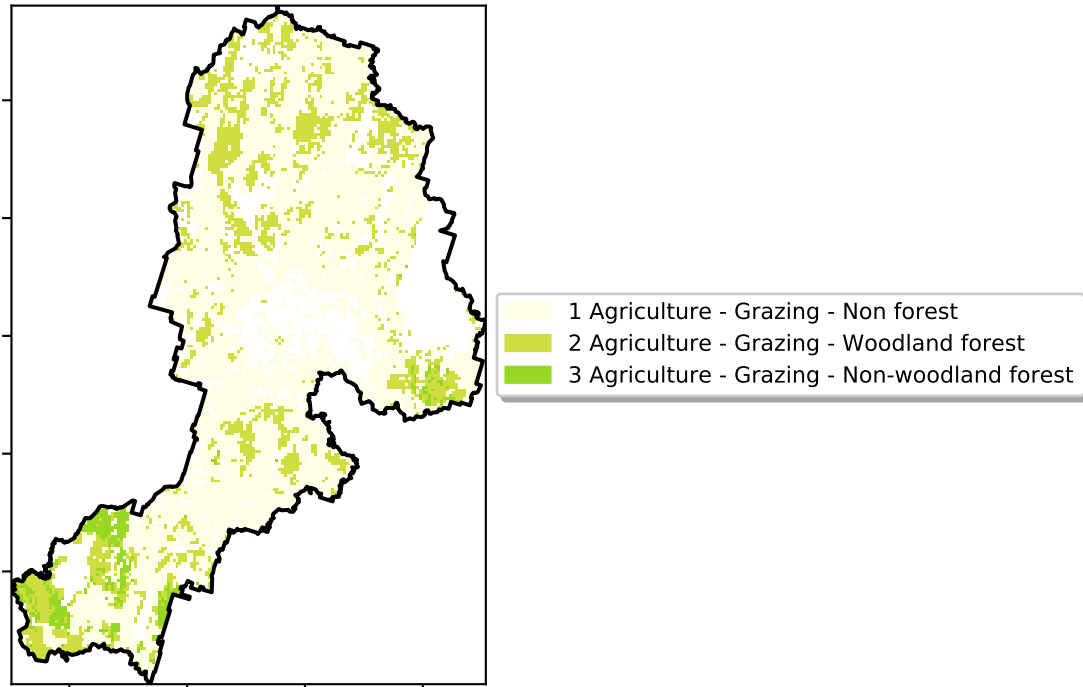 1 Agriculture - Grazing - Non forest
2 Agriculture - Grazing - Woodland forest
3 Agriculture - Grazing - Non-woodland forest